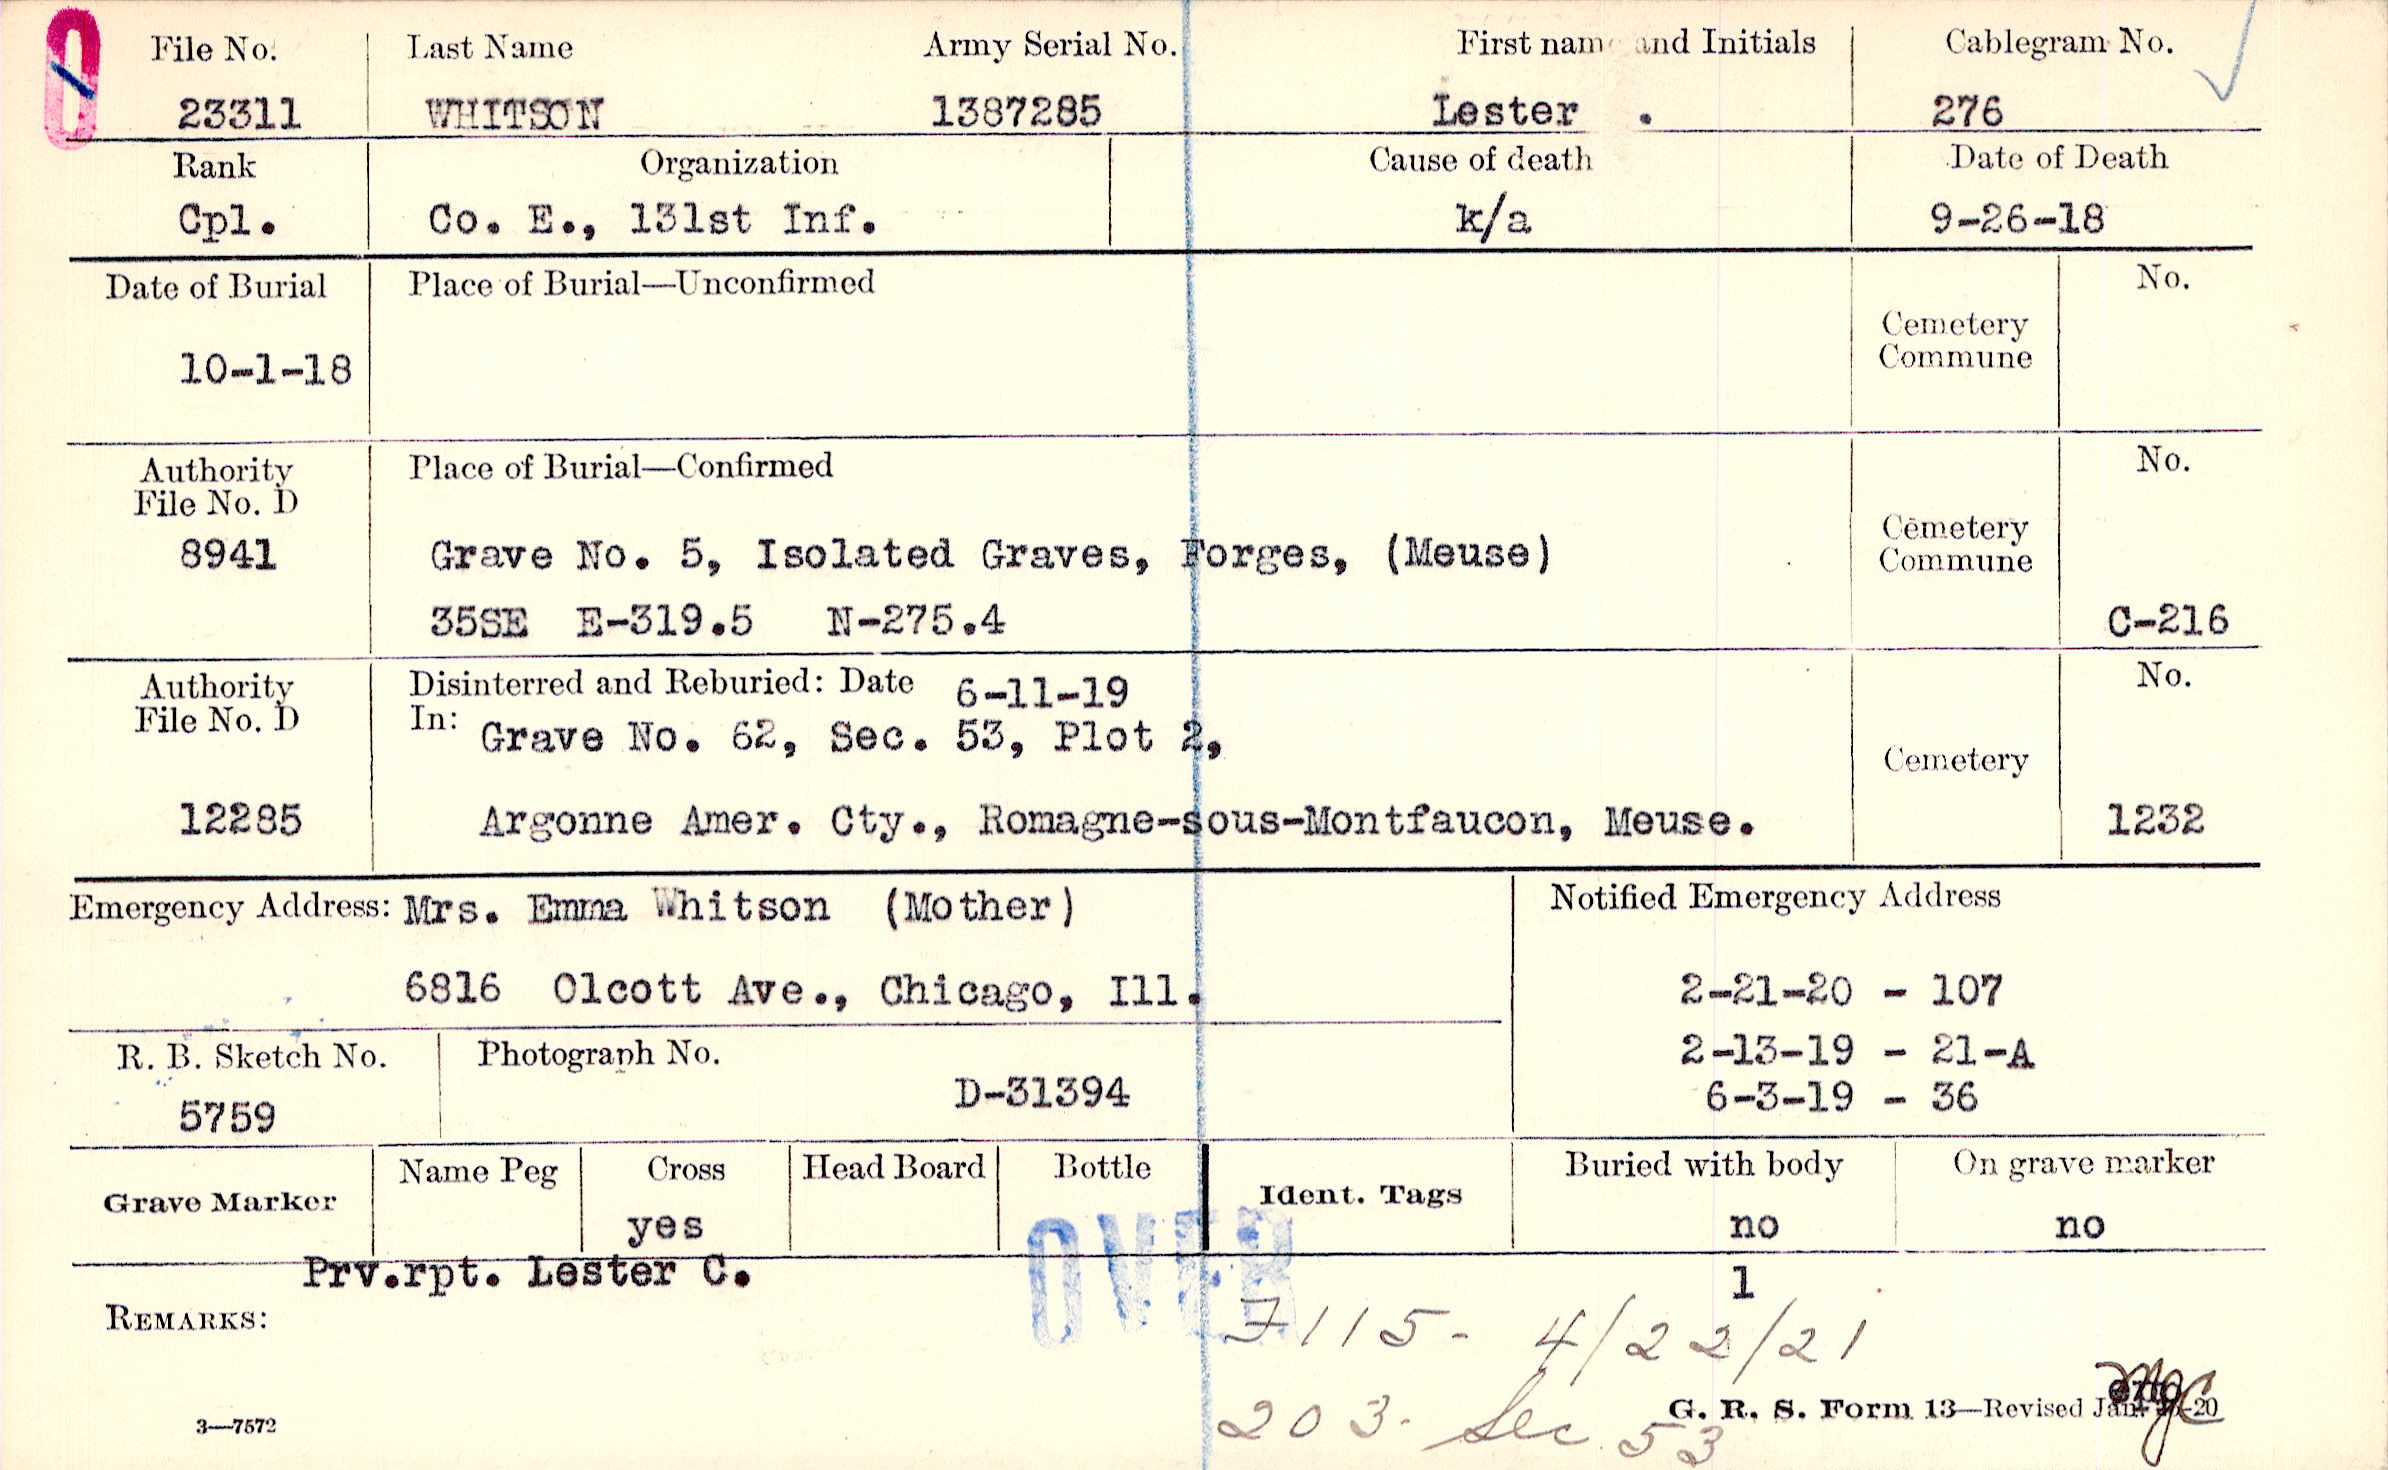 File No. Last Name Army Serial No. First name and Initials Cablegram No.
23311 WHITSON 1387285 Lester . 276
Rank Organization Cause of death Date of Death
Cpl. Co. E., 131st Inf. k/a 9-26-18
Date of Burial Place of Burial—Unconfirmed No.
Cemetery
Commune
10-1-18
Authority Place of Burial—Confirmed No.
File No. D
Cemetery
Commune
8941 Grave No. 5, Isolated Graves, Forges, (Meuse)
35SE E-319.5 N-275.4 C-216
Authority Disinterred and Reburied: Date 6-11-19 No.
File No. D In: Grave No. 62, Sec. 53, Plot 2,
Cemetery
12285 Argonne Amer. Cty., Romagne-sous-Montfaucon, Meuse. 1232
Emergency Address: Mrs. Emma Whitson (Mother) Notified Emergency Address
6816 Olcott Ave., Chicago, Ill. 2-21-20 - 107
R. B. Sketch No. Photograph No. 2-13-19 - 21-A
5759 D-31394 6-3-19 - 36
Grave Marker Name Peg Cross Head Board Bottle Ident. Tags Buried with body On grave marker
yes no no
OVER
Prv.rpt. Lester C. 1
REMARKS: 7115- 4/22/21
203- Sec. 53
3—7572 G. R. S. Form 13—Revised Jan. -20